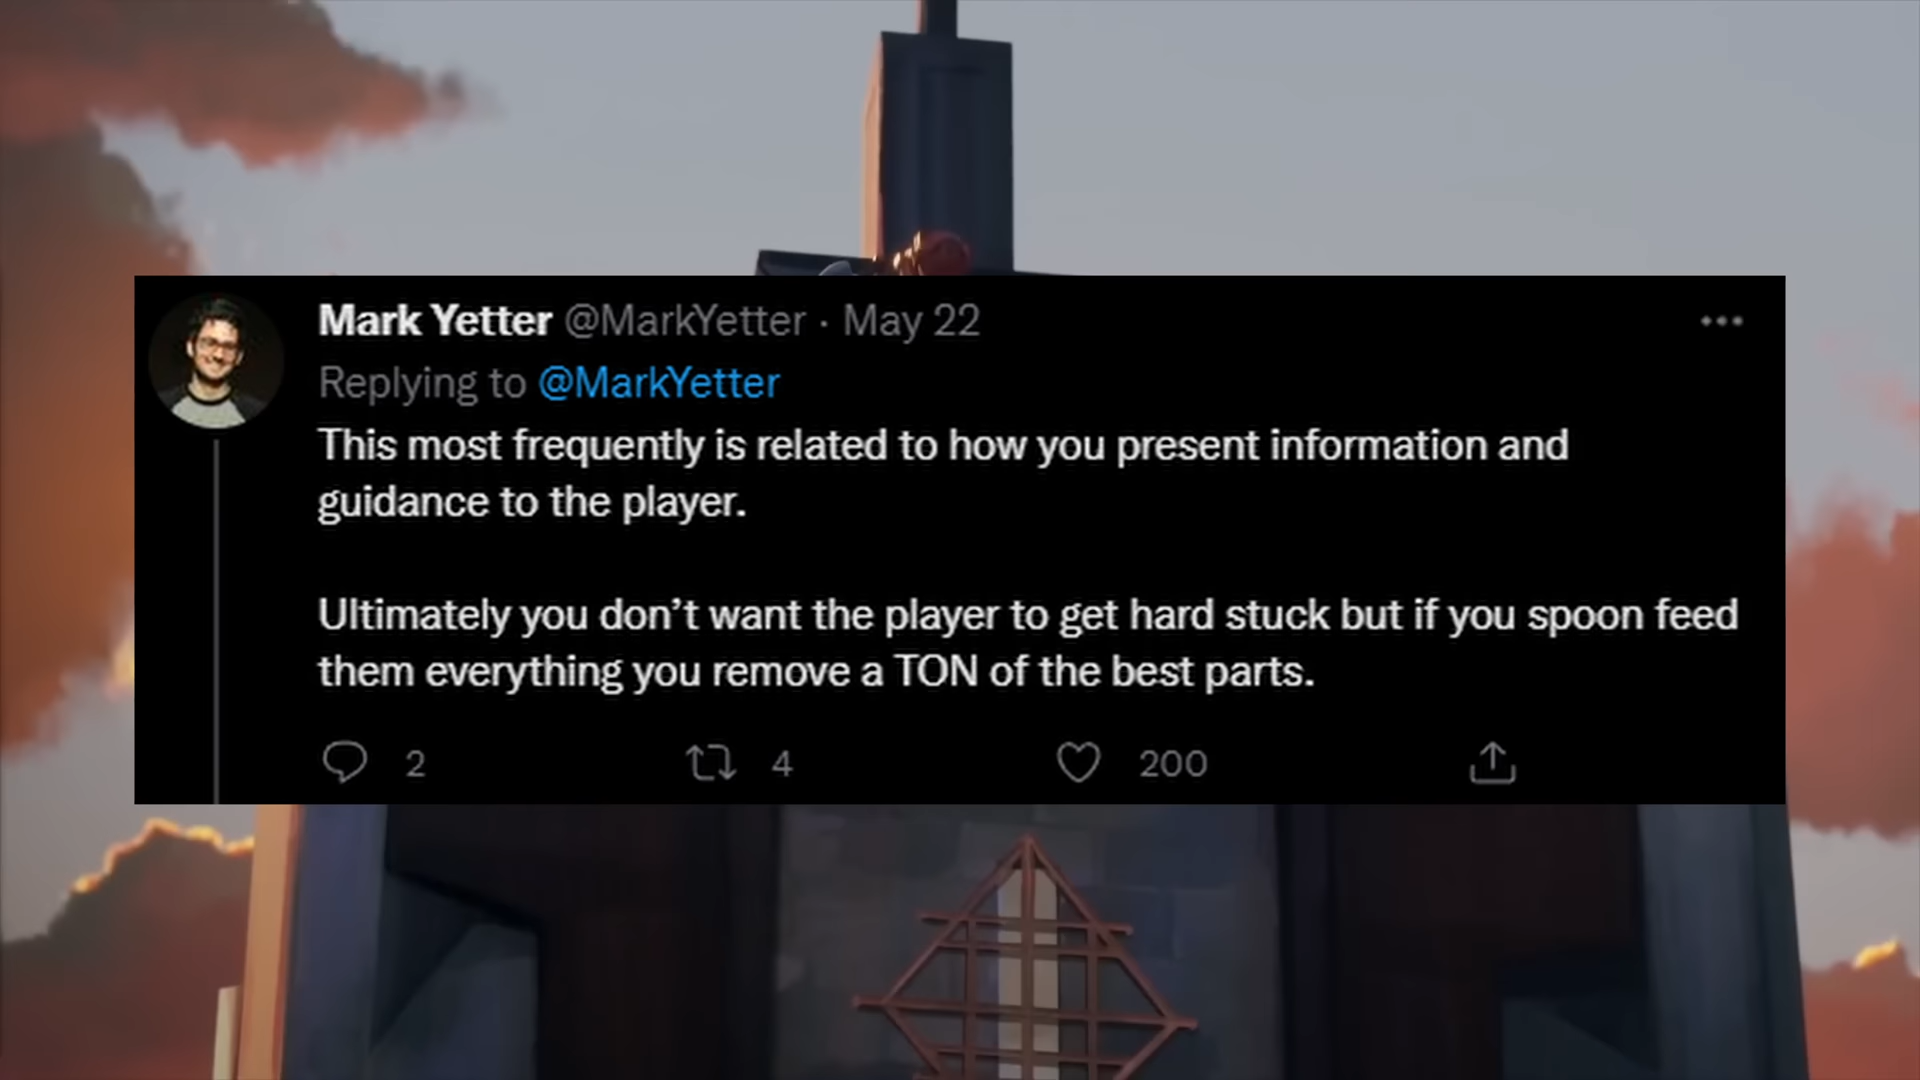 Mark Yetter @MarkYetter · May 22
Replying to @MarkYetter
This most frequently is related to how you present information and
guidance to the player.
Ultimately you don’t want the player to get hard stuck but if you spoon feed
them everything you remove a TON of the best parts.
2 4 200